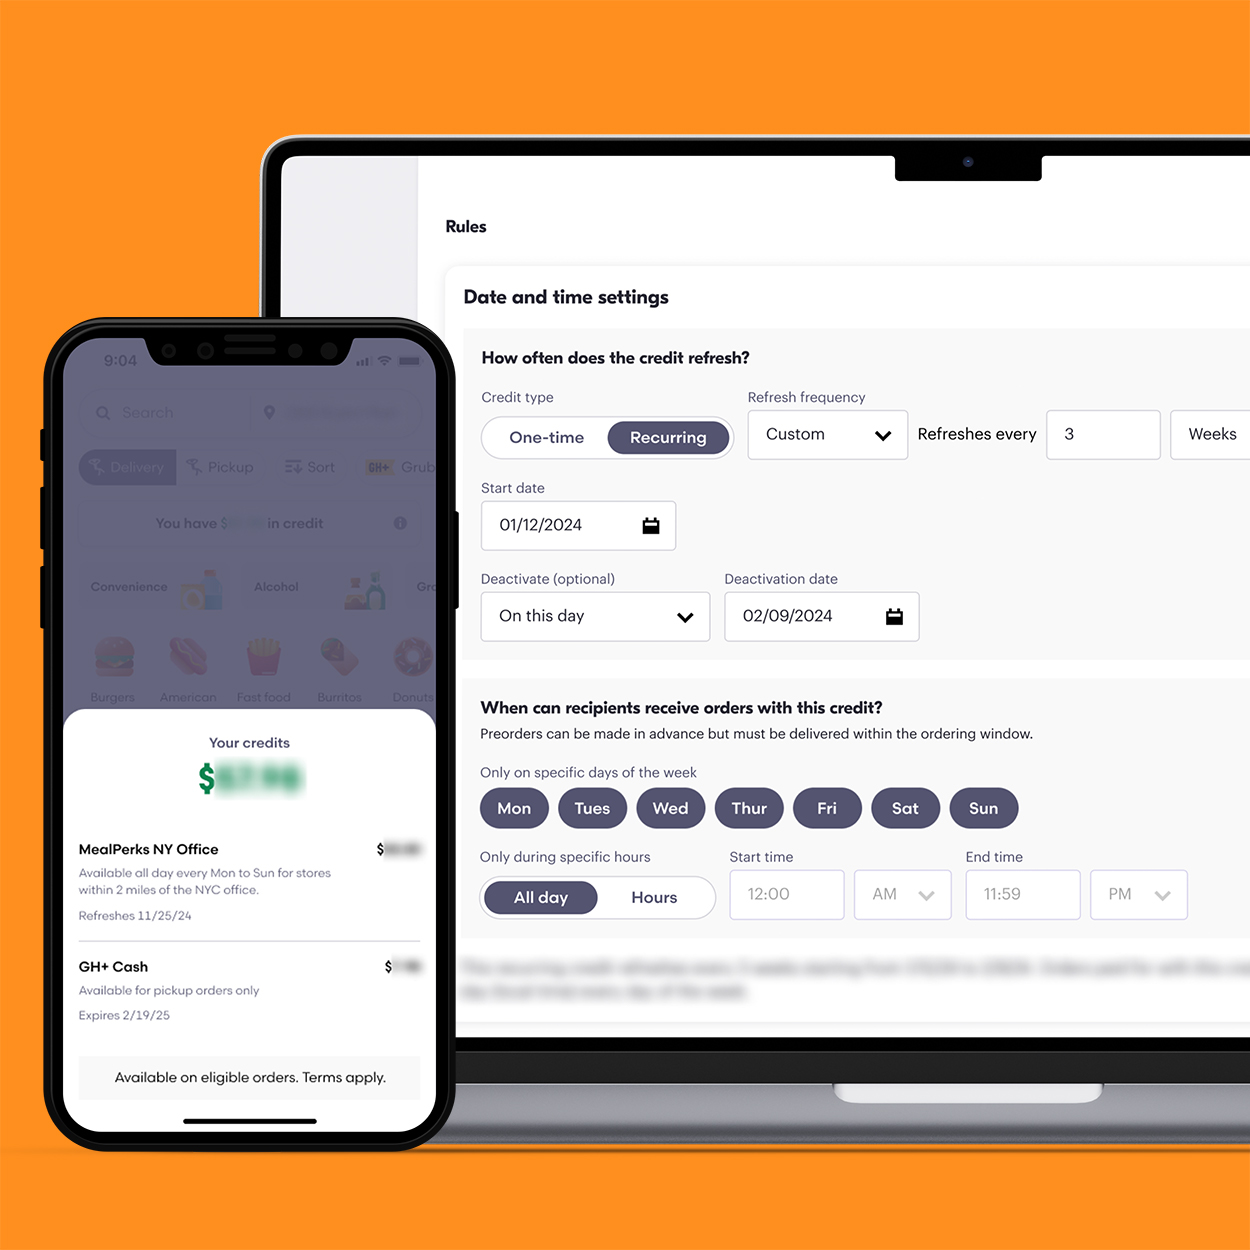 Rules
Date and time settings
How often does the credit refresh?
Credit type
Refresh frequency
One-time
Recurring
Custom
Refreshes every
3
Weeks
Start date
01/12/2024
Deactivate (optional)
Deactivation date
On this day
02/09/2024
When can recipients receive orders with this credit?
Preorders can be made in advance but must be delivered within the ordering window.
Only on specific days of the week
Mon Tues Wed Thur Fri Sat Sun
Only during specific hours
Start time
End time
All day
Hours
12:00
AM
11:59
PM
9:04
Search
Delivery
Pickup
Sort
GH+ Grub
You have $ in credit
Convenience
Alcohol
Gro
Burgers
American
Fast food
Burritos
Donuts
Your credits
$
MealPerks NY Office
$
Available all day every Mon to Sun for stores
within 2 miles of the NYC office.
Refreshes 11/25/24
GH+ Cash
$
Available for pickup orders only
Expires 2/19/25
Available on eligible orders. Terms apply.